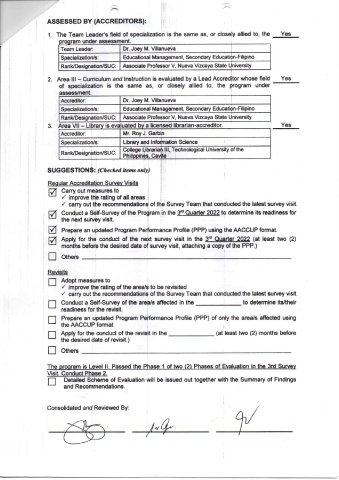 ASSESSED BY (ACCREDITORS):
1. The Team Leader's field of specialization is the same as, or closely allied to, the Yes
program under assessment.
Team Leader: Dr. Joey M. Villanueva
Specialization/s: Educational Management, Secondary Education-Filipino
Rank/Designation/SUC: Associate Professor V, Nueva Vizcaya State University
2. Area III – Curriculum and Instruction is evaluated by a Lead Accreditor whose field Yes
of specialization is the same as, or closely allied to, the program under
assessment.
Accreditor: Dr. Joey M. Villanueva
Specialization/s: Educational Management, Secondary Education-Filipino
Rank/Designation/SUC: Associate Professor V, Nueva Vizcaya State University
3. Area VII – Library is evaluated by a licensed librarian-accreditor. Yes
Accreditor: Mr. Roy J. Garbin
Specialization/s: Library and Information Science
Rank/Designation/SUC: College Librarian III, Technological University of the
Philippines, Cavite
SUGGESTIONS: (Checked items only)
Regular Accreditation Survey Visits
Carry out measures to
✓ improve the rating of all areas
✓ carry out the recommendations of the Survey Team that conducted the latest survey visit.
Conduct a Self-Survey of the Program in the 3rd Quarter 2022 to determine its readiness for
the next survey visit.
Prepare an updated Program Performance Profile (PPP) using the AACCUP format.
Apply for the conduct of the next survey visit in the 3rd Quarter 2022 (at least two (2)
months before the desired date of survey visit, attaching a copy of the PPP.)
Others
Revisits
Adopt measures to
✓ improve the rating of the area/s to be revisited
✓ carry out the recommendations of the Survey Team that conducted the latest survey visit.
Conduct a Self-Survey of the area/s affected in the ________ to determine its/their
readiness for the revisit.
Prepare an updated Program Performance Profile (PPP) of only the area/s affected using
the AACCUP format.
Apply for the conduct of the revisit in the ________ (at least two (2) months before
the desired date of revisit.)
Others
The program is Level II. Passed the Phase 1 of two (2) Phases of Evaluation in the 3rd Survey
Visit. Conduct Phase 2.
Detailed Scheme of Evaluation will be issued out together with the Summary of Findings
and Recommendations.
Consolidated and Reviewed By: